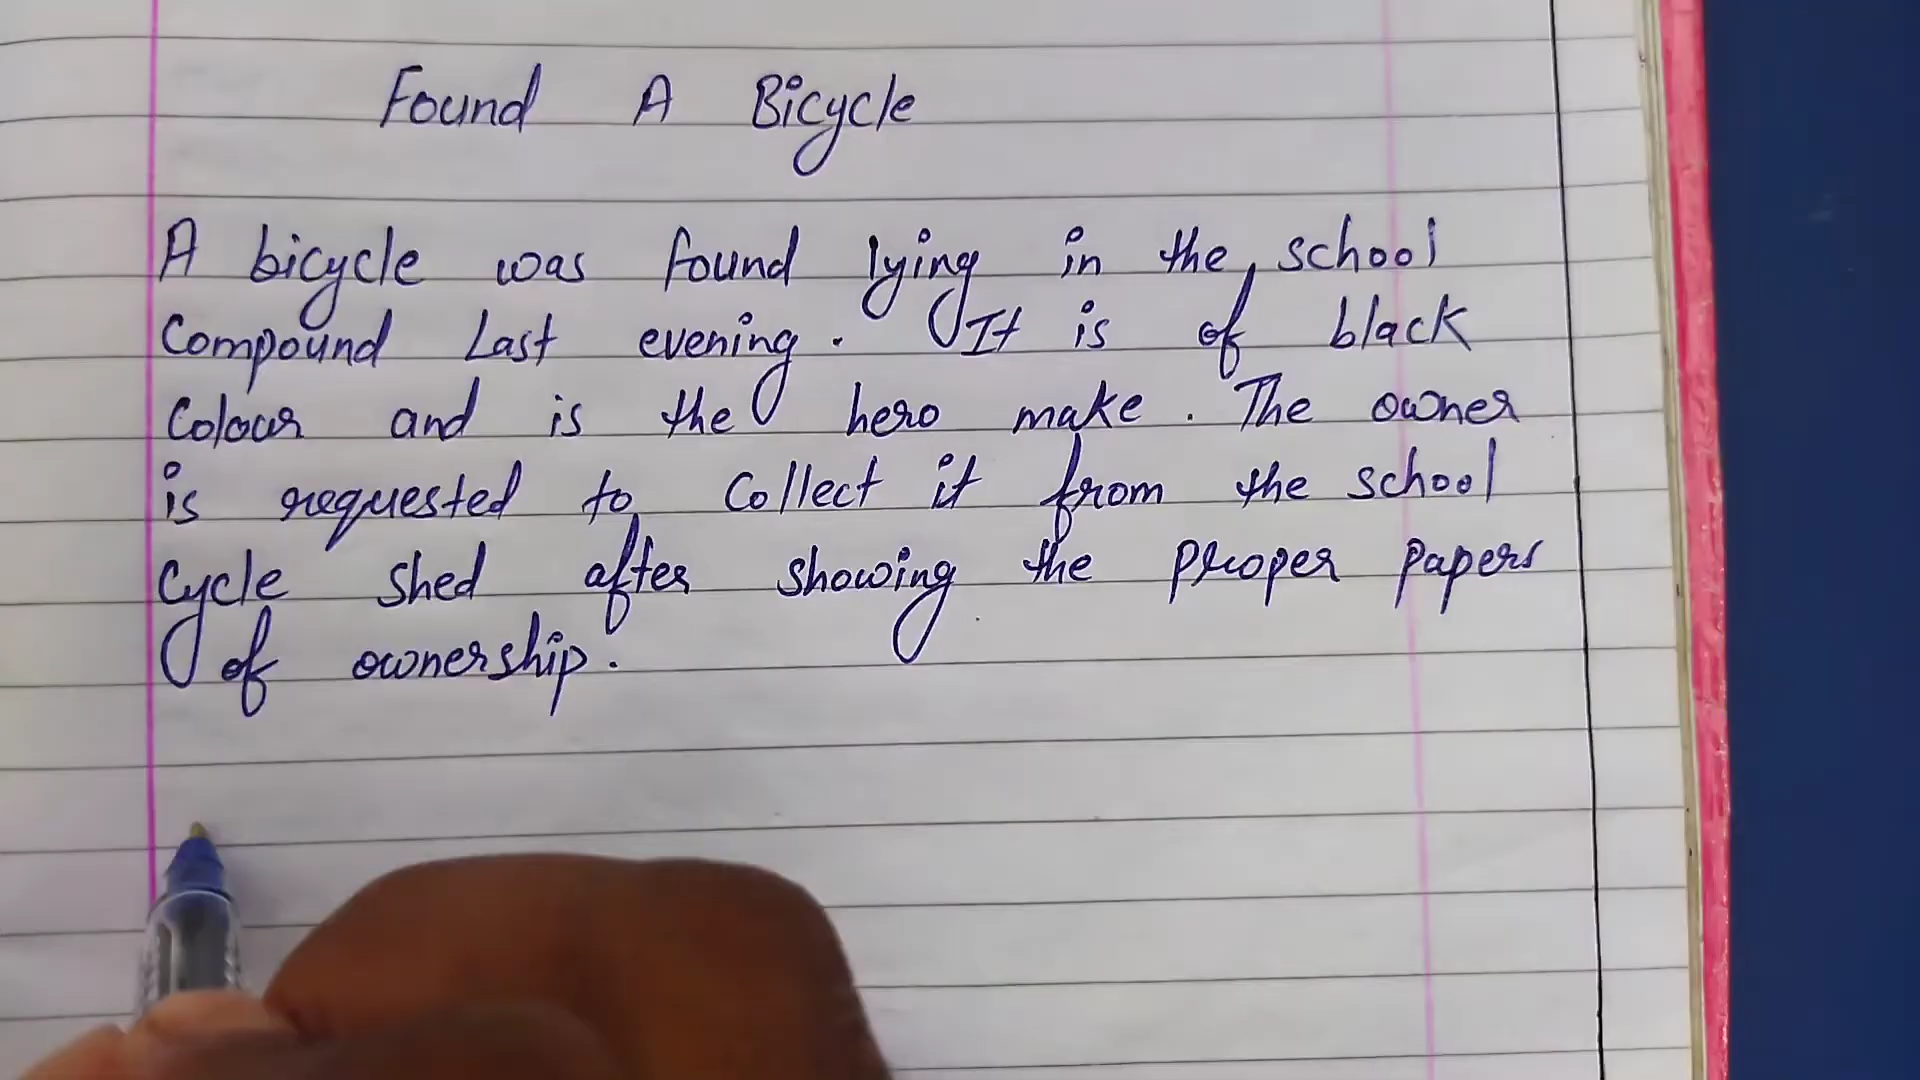 Found A Bicycle
A bicycle was found lying in the school
Compound Last evening. It is of black
Colour and is the hero make. The owner
is requested to collect it from the school
Cycle shed after showing the proper papers
of ownership.